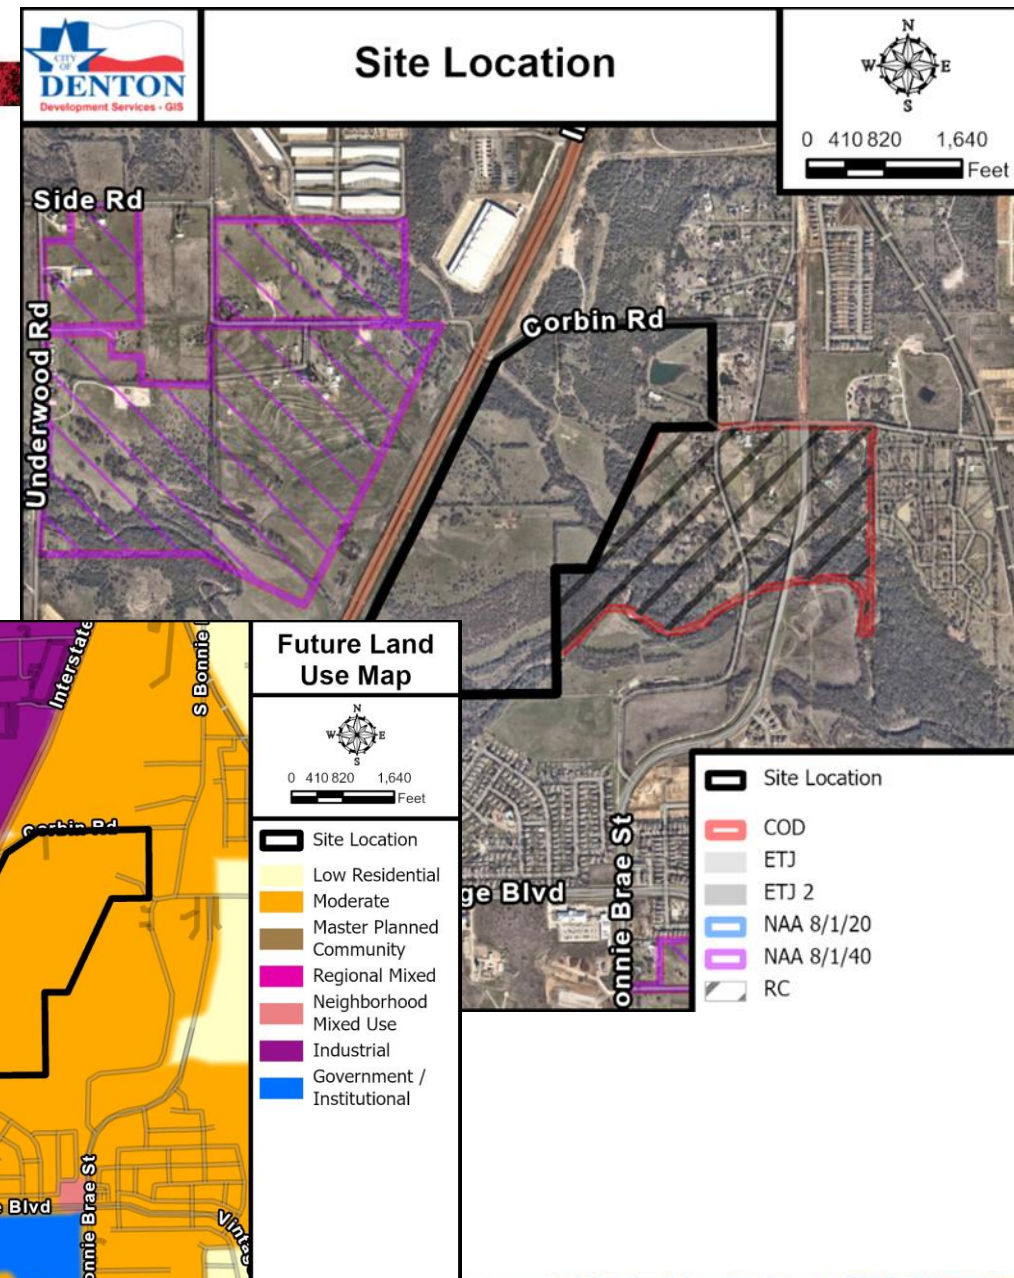 CITY
OF
DENTON
Development Services - GIS
Site Location
N
W E
S
0 410 820 1,640
Feet
Side Rd
Corbin Rd
Underwood Rd
Site Location
COD
ETJ
ETJ 2
NAA 8/1/20
NAA 8/1/40
RC
ge Blvd
onnie Brae St
Future Land
Use Map
N
W E
S
0 410 820 1,640
Feet
Site Location
Low Residential
Moderate
Master Planned
Community
Regional Mixed
Neighborhood
Mixed Use
Industrial
Government /
Institutional
Interstate
S Bonnie
Corbin Rd
Blvd
onnie Brae St